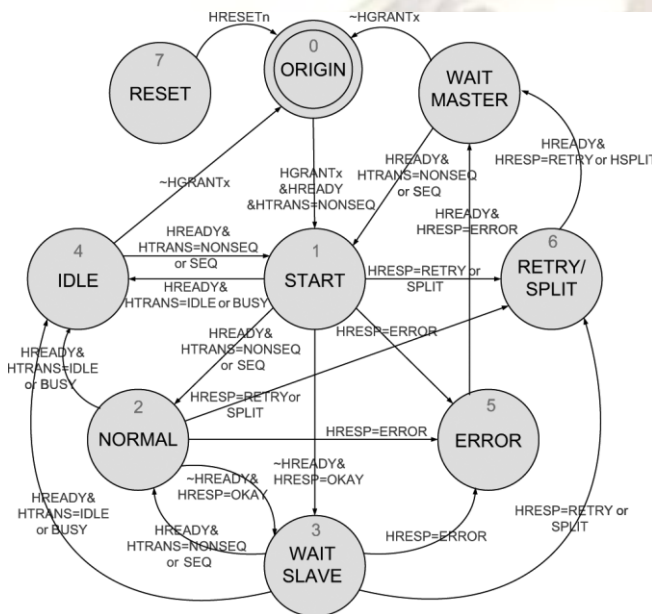 HRESETn
~HGRANTx
7
RESET
0
ORIGIN
WAIT
MASTER
HREADY&
HRESP=RETRY or HSPLIT
~HGRANTx
HGRANTx
&HREADY
&HTRANS=NONSEQ
HREADY&
HTRANS=NONSEQ
or SEQ
HREADY&
HRESP=ERROR
4
IDLE
HREADY&
HTRANS=NONSEQ
or SEQ
1
START
HRESP=RETRY or
SPLIT
6
RETRY/
SPLIT
HREADY&
HTRANS=IDLE or BUSY
HREADY&
HTRANS=NONSEQ
or SEQ
HRESP=ERROR
HREADY&
HTRANS=IDLE
or BUSY
HRESP=RETRYor
SPLIT
2
NORMAL
HRESP=ERROR
5
ERROR
~HREADY&
HRESP=OKAY
~HREADY&
HRESP=OKAY
HREADY&
HTRANS=IDLE
or BUSY
HREADY&
HTRANS=NONSEQ
or SEQ
3
WAIT
SLAVE
HRESP=ERROR
HRESP=RETRY or
SPLIT